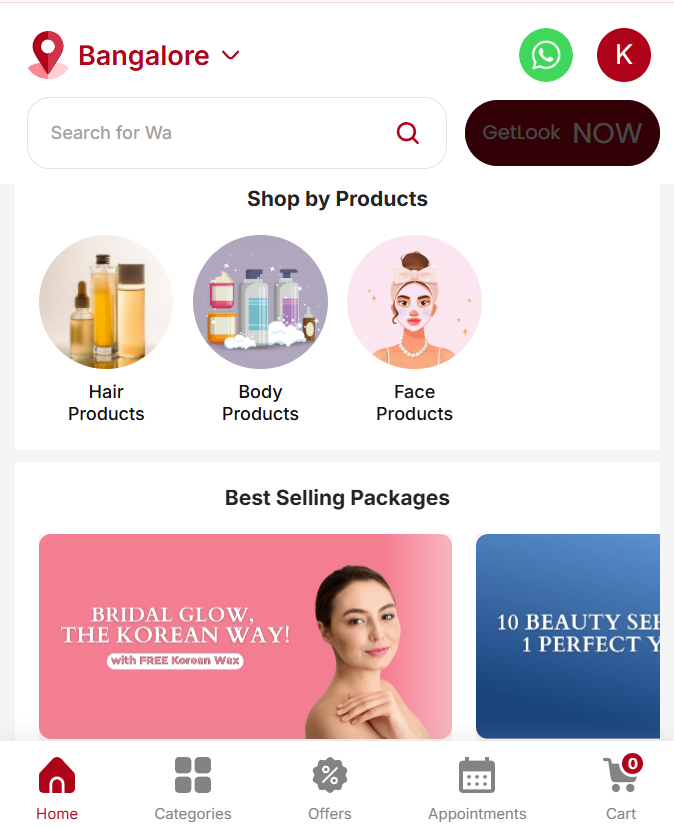 Bangalore
K
Search for Wa
GetLook NOW
Shop by Products
Hair
Products
Body
Products
Face
Products
Best Selling Packages
BRIDAL GLOW,
THE KOREAN WAY!
with FREE Korean Wax
10 BEAUTY SE
1 PERFECT Y
Home
Categories
Offers
Appointments
0
Cart